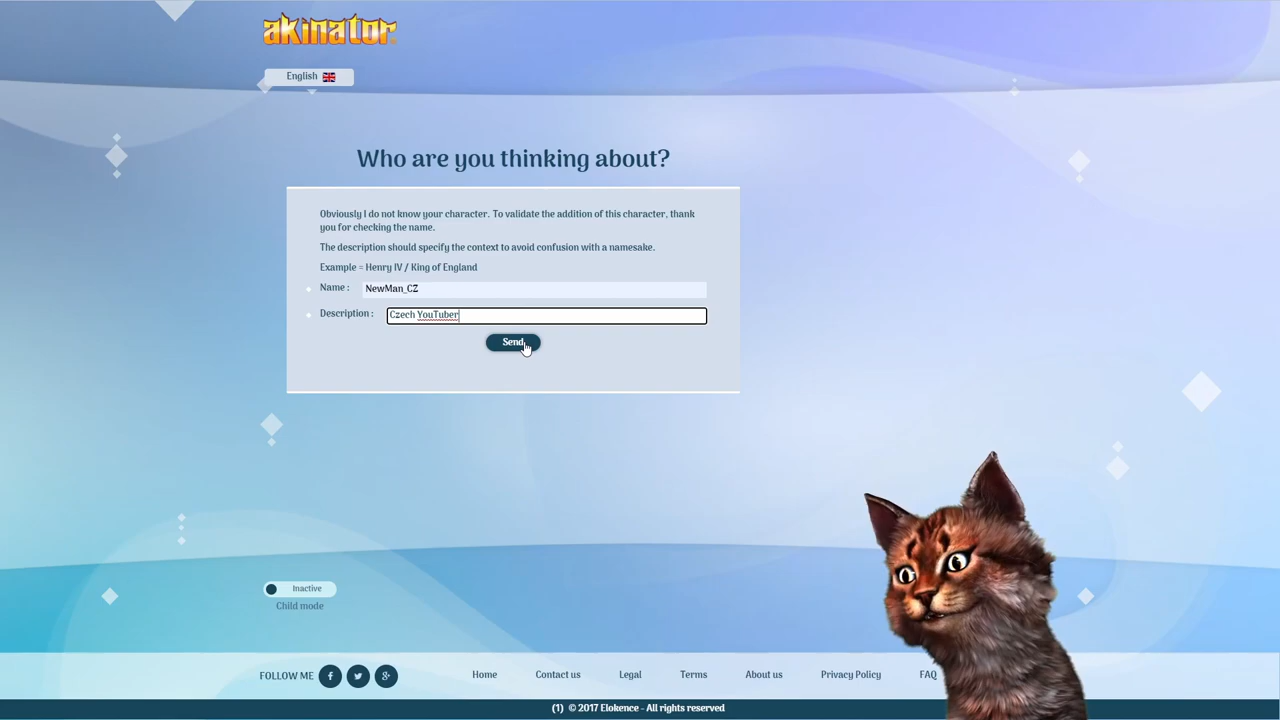 akinator
English
Who are you thinking about?
Obviously I do not know your character. To validate the addition of this character, thank
you for checking the name.
The description should specify the context to avoid confusion with a namesake.
Example = Henry IV / King of England
Name : NewMan_CZ
Description : Czech YouTuber
Send
Inactive
Child mode
FOLLOW ME f g+ Home Contact us Legal Terms About us Privacy Policy FAQ
(1) © 2017 Elokence - All rights reserved